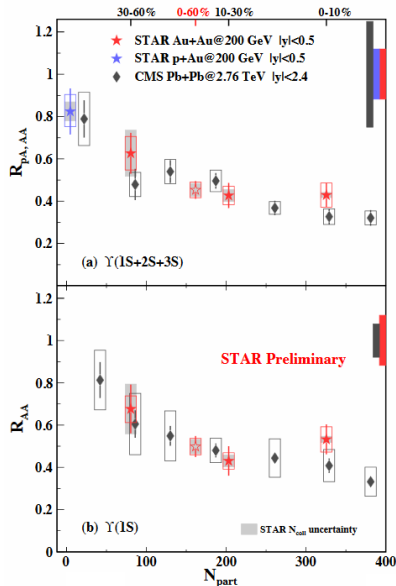 30-60% 0-60% 10-30% 0-10%
STAR Au+Au@200 GeV |y|<0.5
STAR p+Au@200 GeV |y|<0.5
CMS Pb+Pb@2.76 TeV |y|<2.4
1.2
1
0.8
0.6
0.4
0.2
R_pA, AA
(a) ϒ(1S+2S+3S)
1.2
1
0.8
0.6
0.4
0.2
0
R_AA
STAR Preliminary
STAR N_coll uncertainty
(b) ϒ(1S)
0 100 200 300 400
N_part